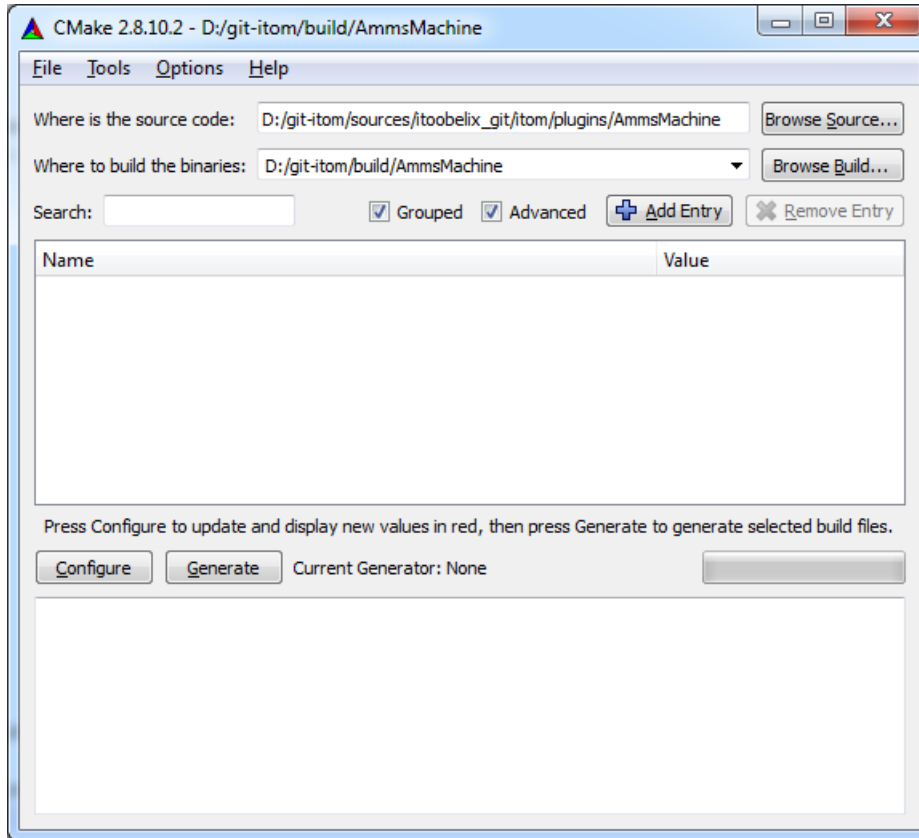 CMake 2.8.10.2 - D:/git-itom/build/AmmsMachine
File Tools Options Help
Where is the source code: D:/git-itom/sources/itoobelix_git/itom/plugins/AmmsMachine Browse Source...
Where to build the binaries: D:/git-itom/build/AmmsMachine Browse Build...
Search: Grouped Advanced Add Entry Remove Entry
Name Value
Press Configure to update and display new values in red, then press Generate to generate selected build files.
Configure Generate Current Generator: None